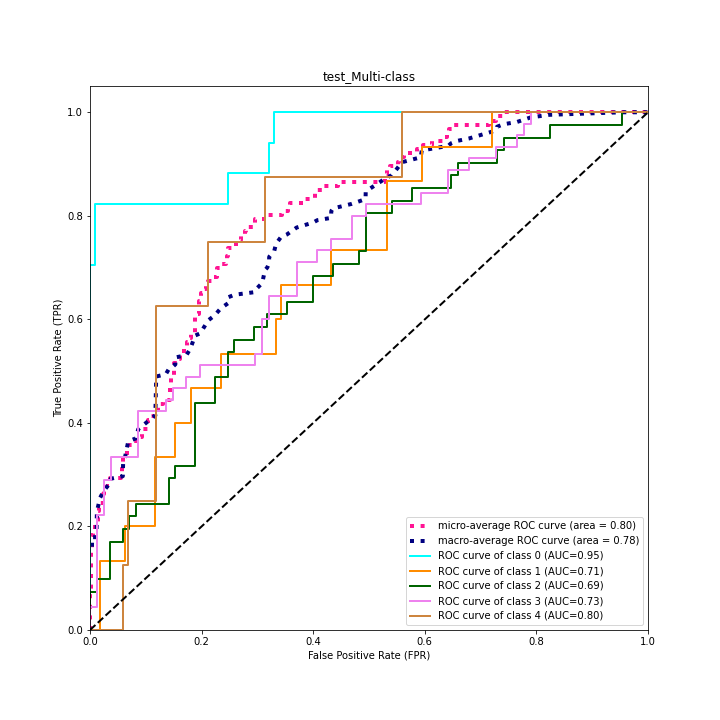 test_Multi-class
1.0
0.8
0.6
0.4
0.2
0.0
True Positive Rate (TPR)
0.0 0.2 0.4 0.6 0.8 1.0
False Positive Rate (FPR)
micro-average ROC curve (area = 0.80)
macro-average ROC curve (area = 0.78)
ROC curve of class 0 (AUC=0.95)
ROC curve of class 1 (AUC=0.71)
ROC curve of class 2 (AUC=0.69)
ROC curve of class 3 (AUC=0.73)
ROC curve of class 4 (AUC=0.80)